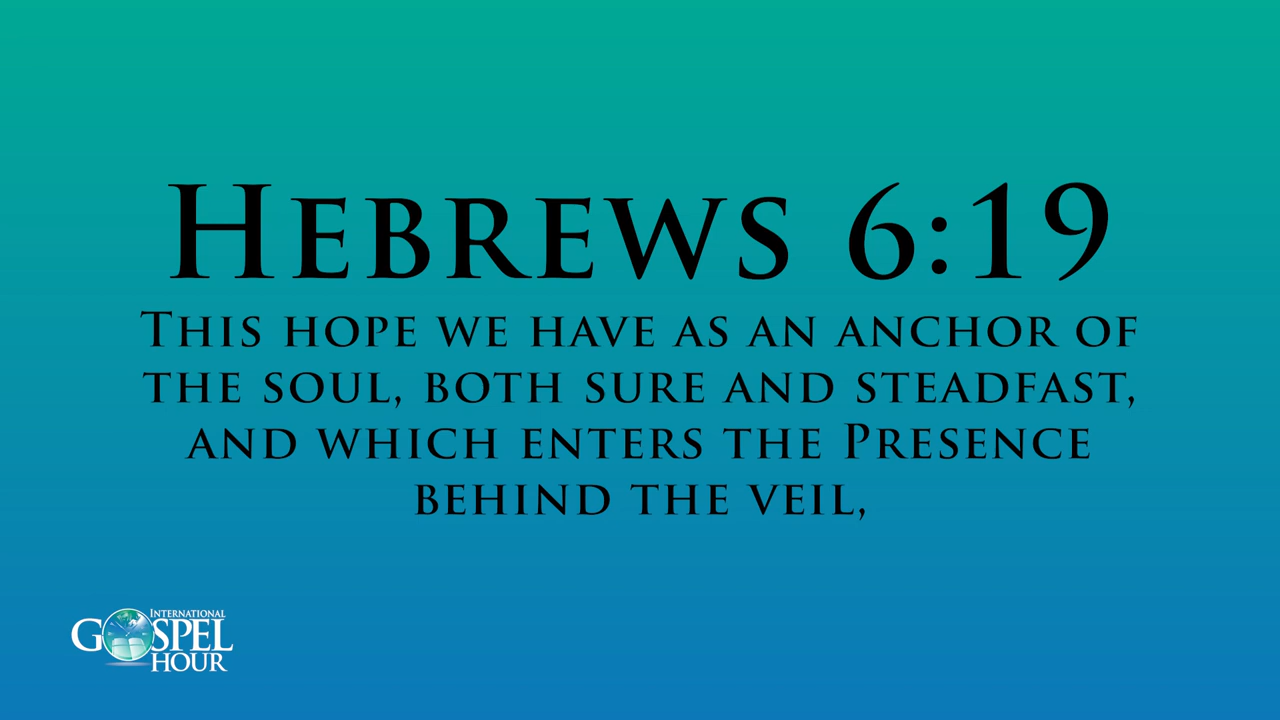 Hebrews 6:19
This hope we have as an anchor of
the soul, both sure and steadfast,
and which enters the Presence
behind the veil,
International
Gospel
Hour